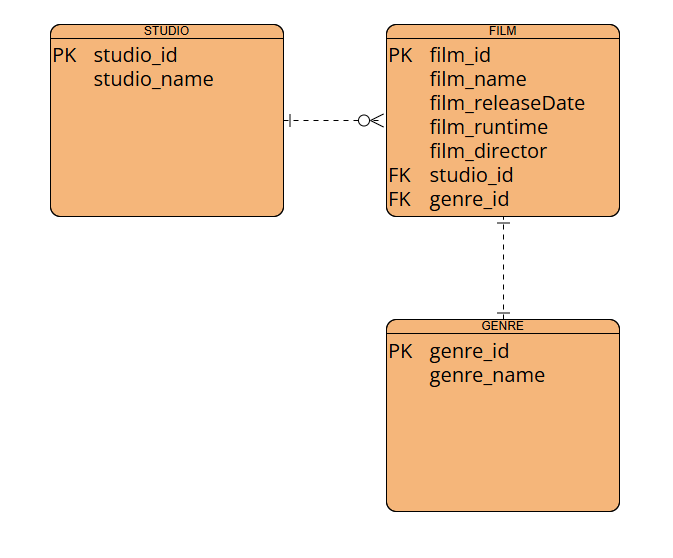 STUDIO
PK studio_id
studio_name
FILM
PK film_id
film_name
film_releaseDate
film_runtime
film_director
FK studio_id
FK genre_id
GENRE
PK genre_id
genre_name